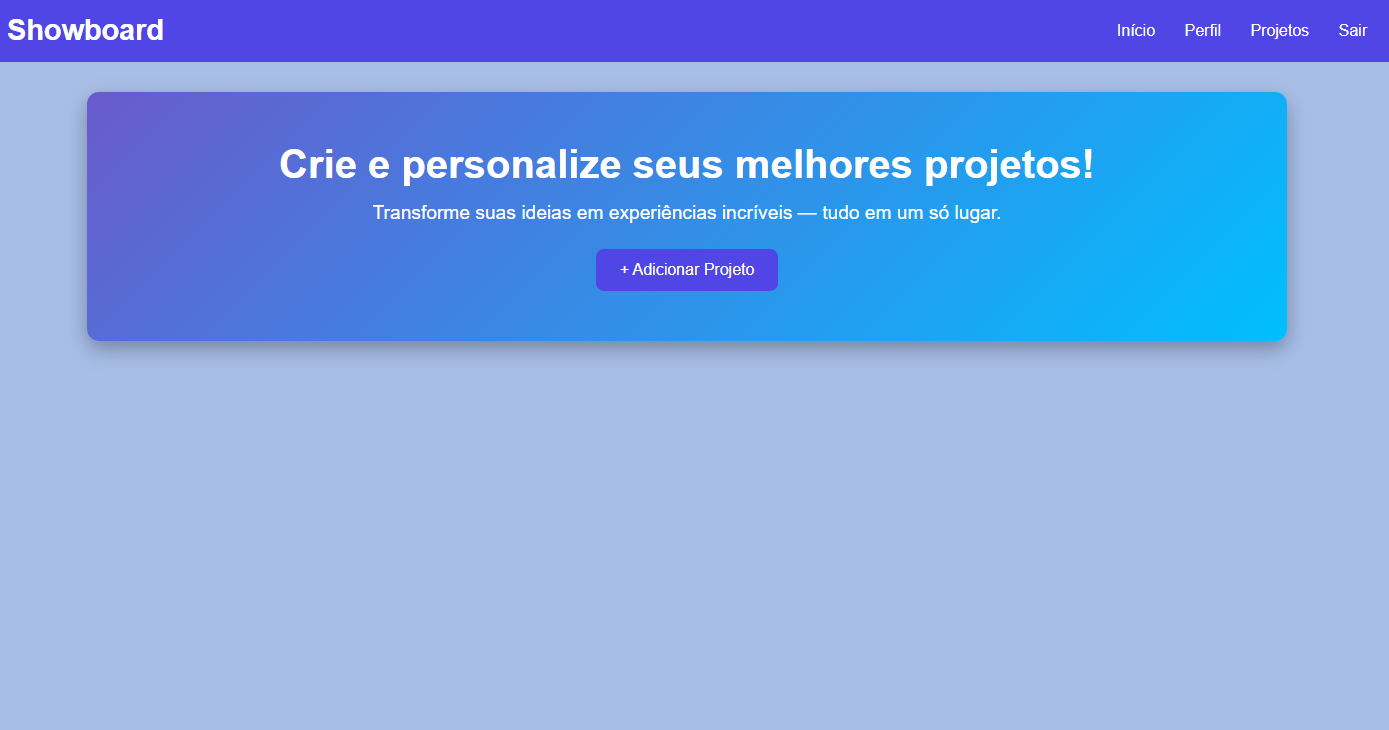 Showboard
Início Perfil Projetos Sair
Crie e personalize seus melhores projetos!
Transforme suas ideias em experiências incríveis — tudo em um só lugar.
+ Adicionar Projeto